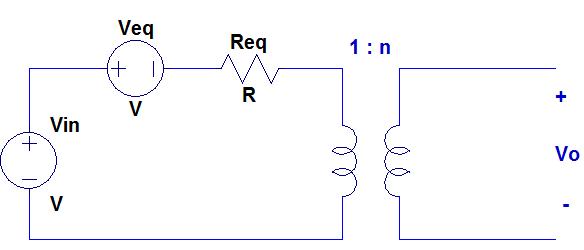 Veq
+ -
V
Req
R
1 : n
Vin
+
-
V
+
Vo
-